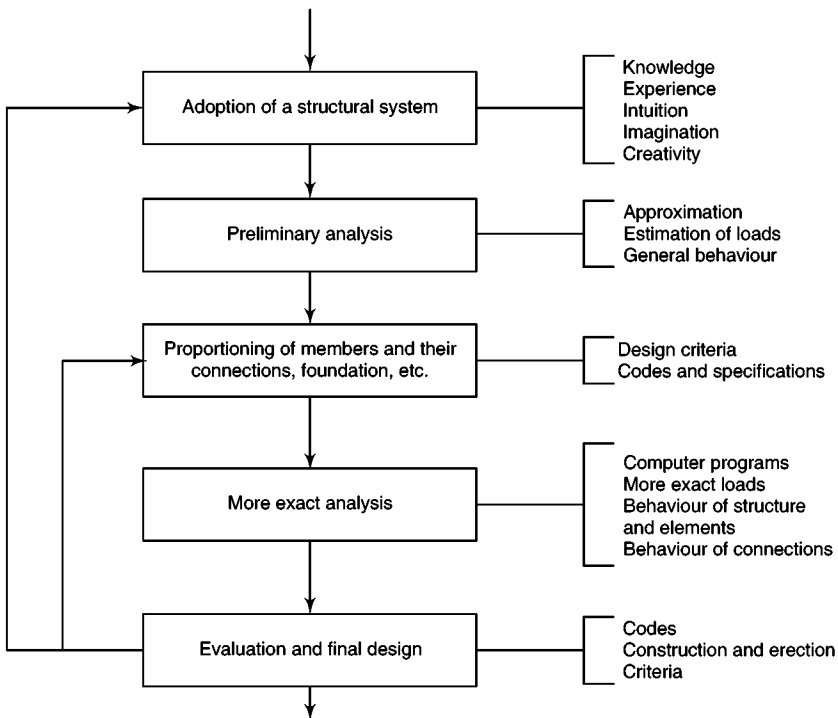 Adoption of a structural system
Knowledge
Experience
Intuition
Imagination
Creativity
Preliminary analysis
Approximation
Estimation of loads
General behaviour
Proportioning of members and their
connections, foundation, etc.
Design criteria
Codes and specifications
More exact analysis
Computer programs
More exact loads
Behaviour of structure
and elements
Behaviour of connections
Evaluation and final design
Codes
Construction and erection
Criteria